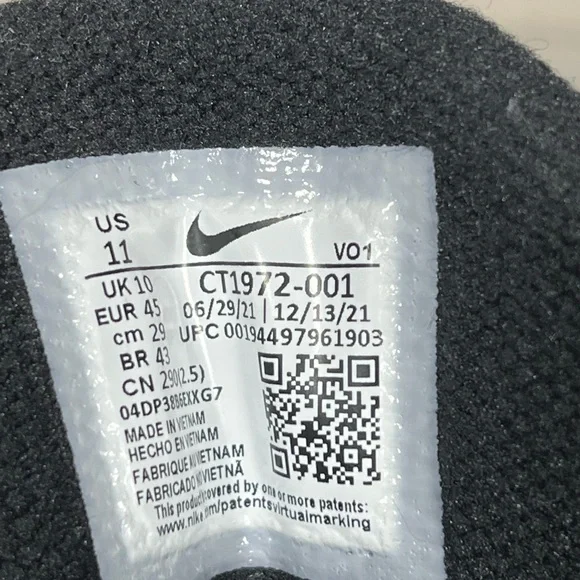 US
11
VO1
UK 10
CT1972-001
EUR 45
06/29/21 | 12/13/21
cm 29
UPC 00194497961903
BR 43
CN 290(2.5)
04DP3886EXXG7
MADE IN VIETNAM
HECHO EN VIETNAM
FABRIQUE AU VIETNAM
FABRICADO NO VIETNÃ
This product covered by one or more patents:
www.nike.com/patentsvirtualmarking